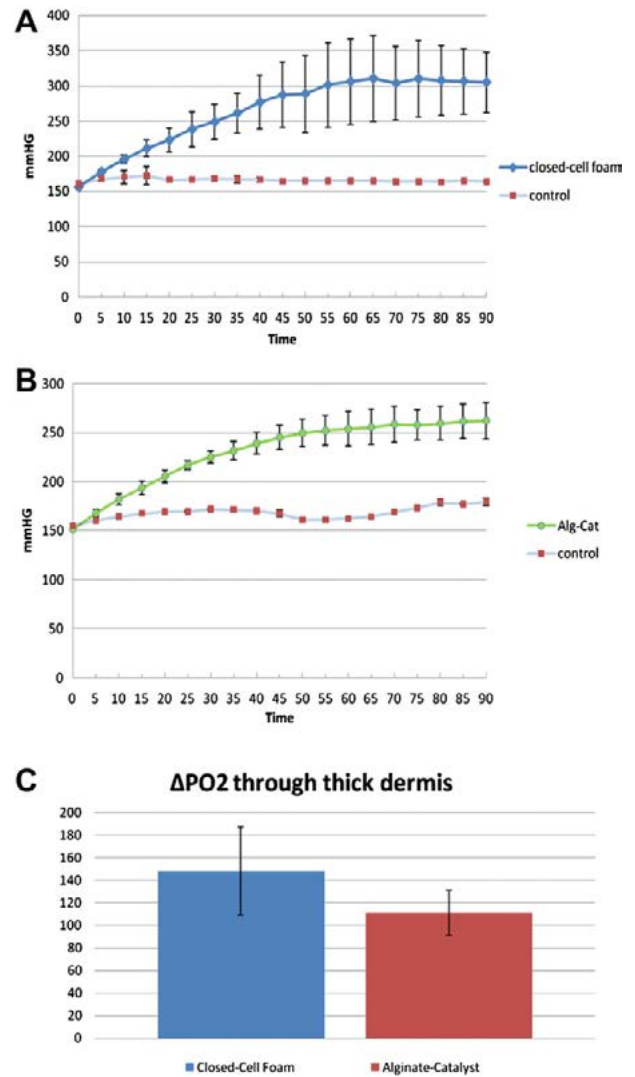 A
400
350
300
250
200
150
100
50
0
mmHG
0 5 10 15 20 25 30 35 40 45 50 55 60 65 70 75 80 85 90
Time
closed-cell foam
control
B
300
250
200
150
100
50
0
mmHG
0 5 10 15 20 25 30 35 40 45 50 55 60 65 70 75 80 85 90
Time
Alg-Cat
control
C
ΔPO2 through thick dermis
200
180
160
140
120
100
80
60
40
20
0
Closed-Cell Foam Alginate-Catalyst